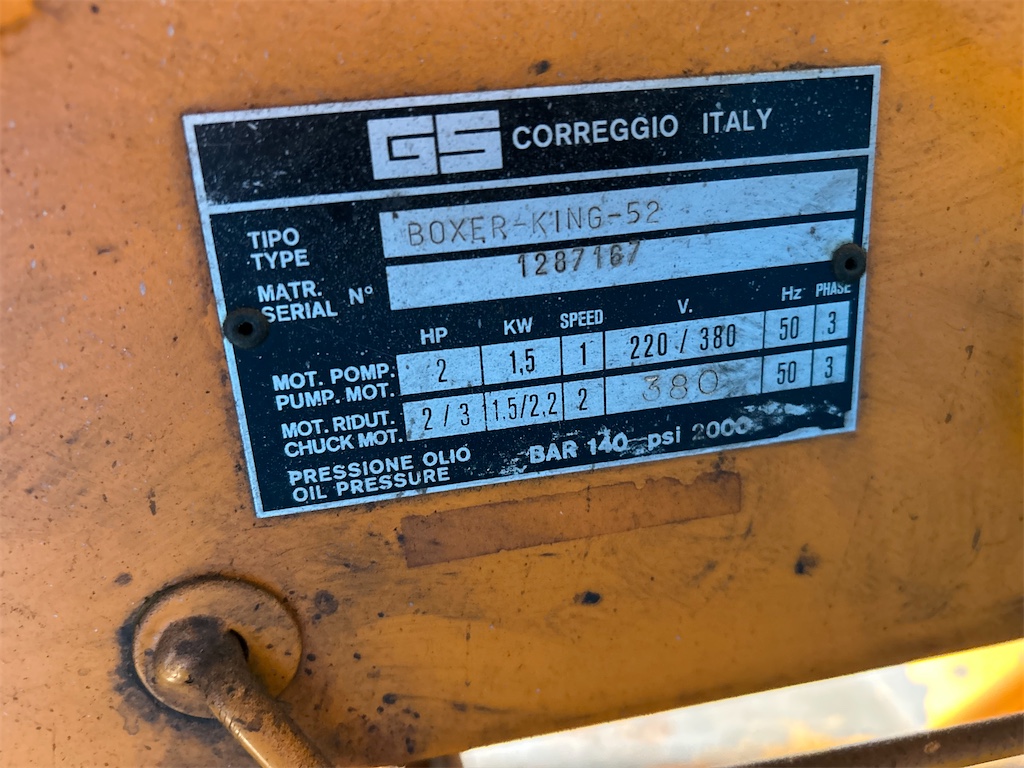 GS CORREGGIO ITALY
TIPO
TYPE
BOXER-KING-52
MATR.
SERIAL N°
1287167
HP KW SPEED V. Hz PHASE
MOT. POMP.
PUMP. MOT.
2 1,5 1 220 / 380 50 3
MOT. RIDUT.
CHUCK MOT.
2 / 3 1.5/2,2 2 380 50 3
PRESSIONE OLIO
OIL PRESSURE
BAR 140 psi 2000